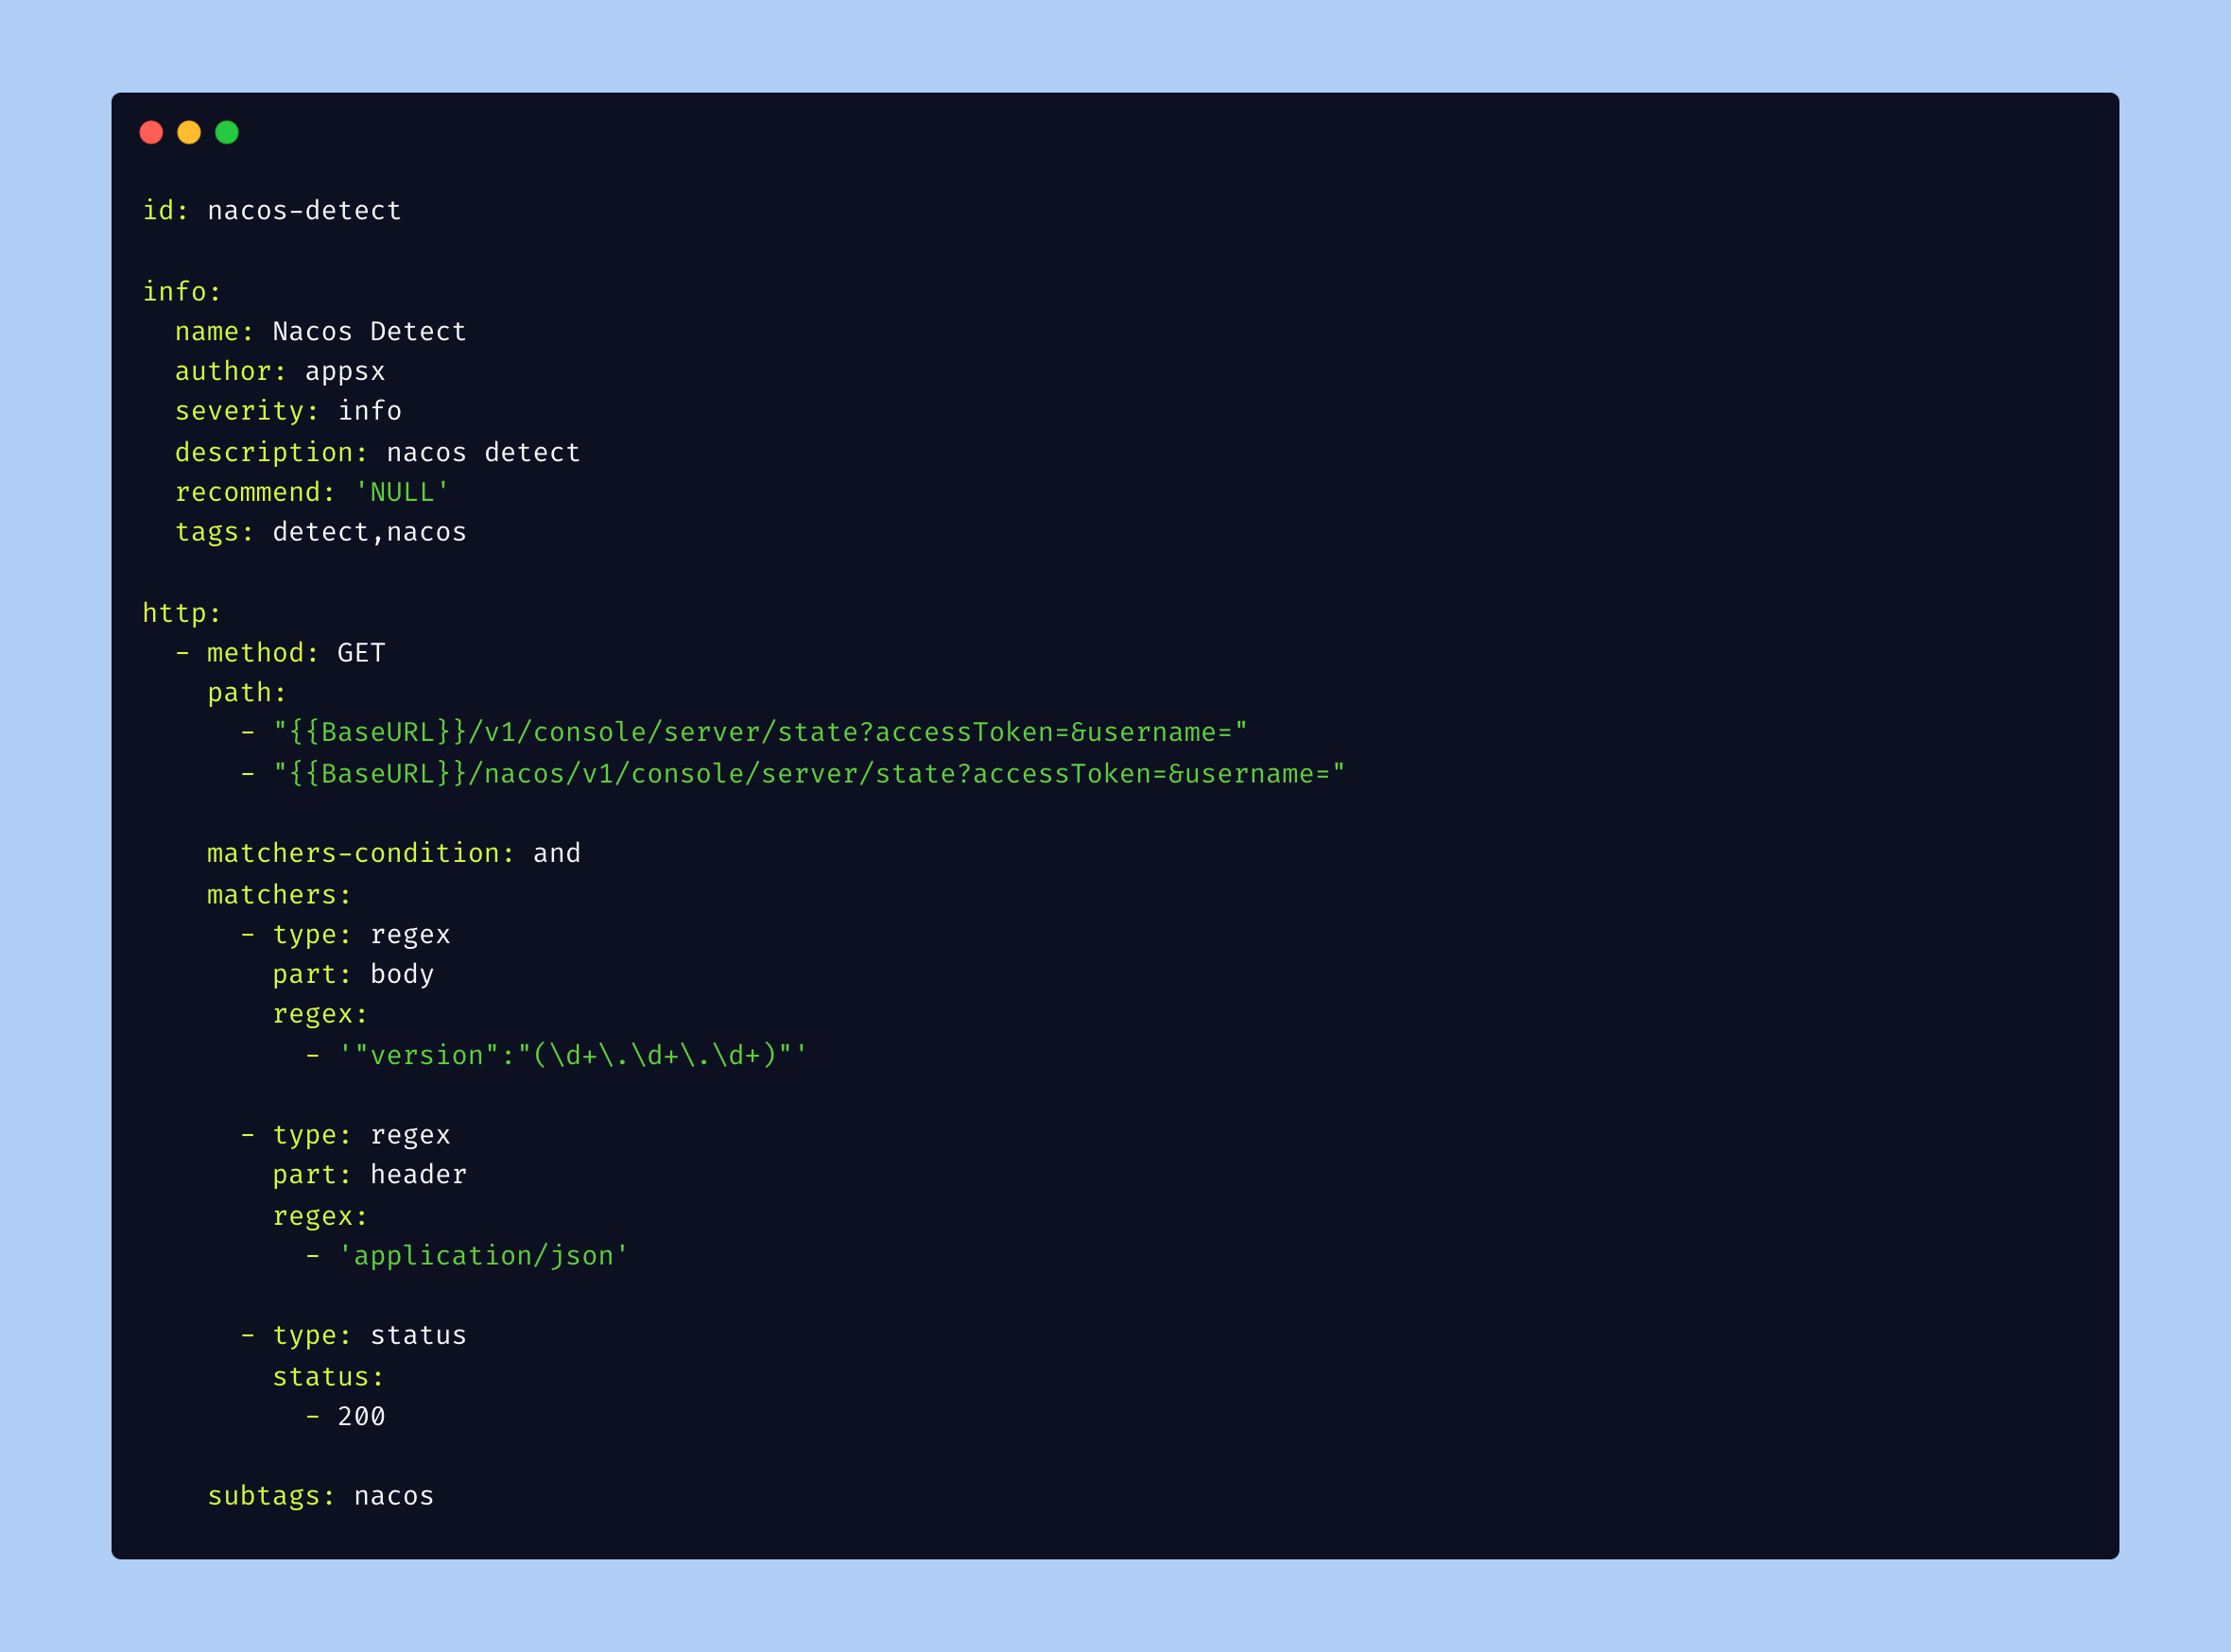 id: nacos-detect

info:
  name: Nacos Detect
  author: appsx
  severity: info
  description: nacos detect
  recommend: 'NULL'
  tags: detect,nacos

http:
  - method: GET
    path:
      - "{{BaseURL}}/v1/console/server/state?accessToken=&username="
      - "{{BaseURL}}/nacos/v1/console/server/state?accessToken=&username="

    matchers-condition: and
    matchers:
      - type: regex
        part: body
        regex:
          - '"version":"(\d+\.\d+\.\d+)"'

      - type: regex
        part: header
        regex:
          - 'application/json'

      - type: status
        status:
          - 200

    subtags: nacos